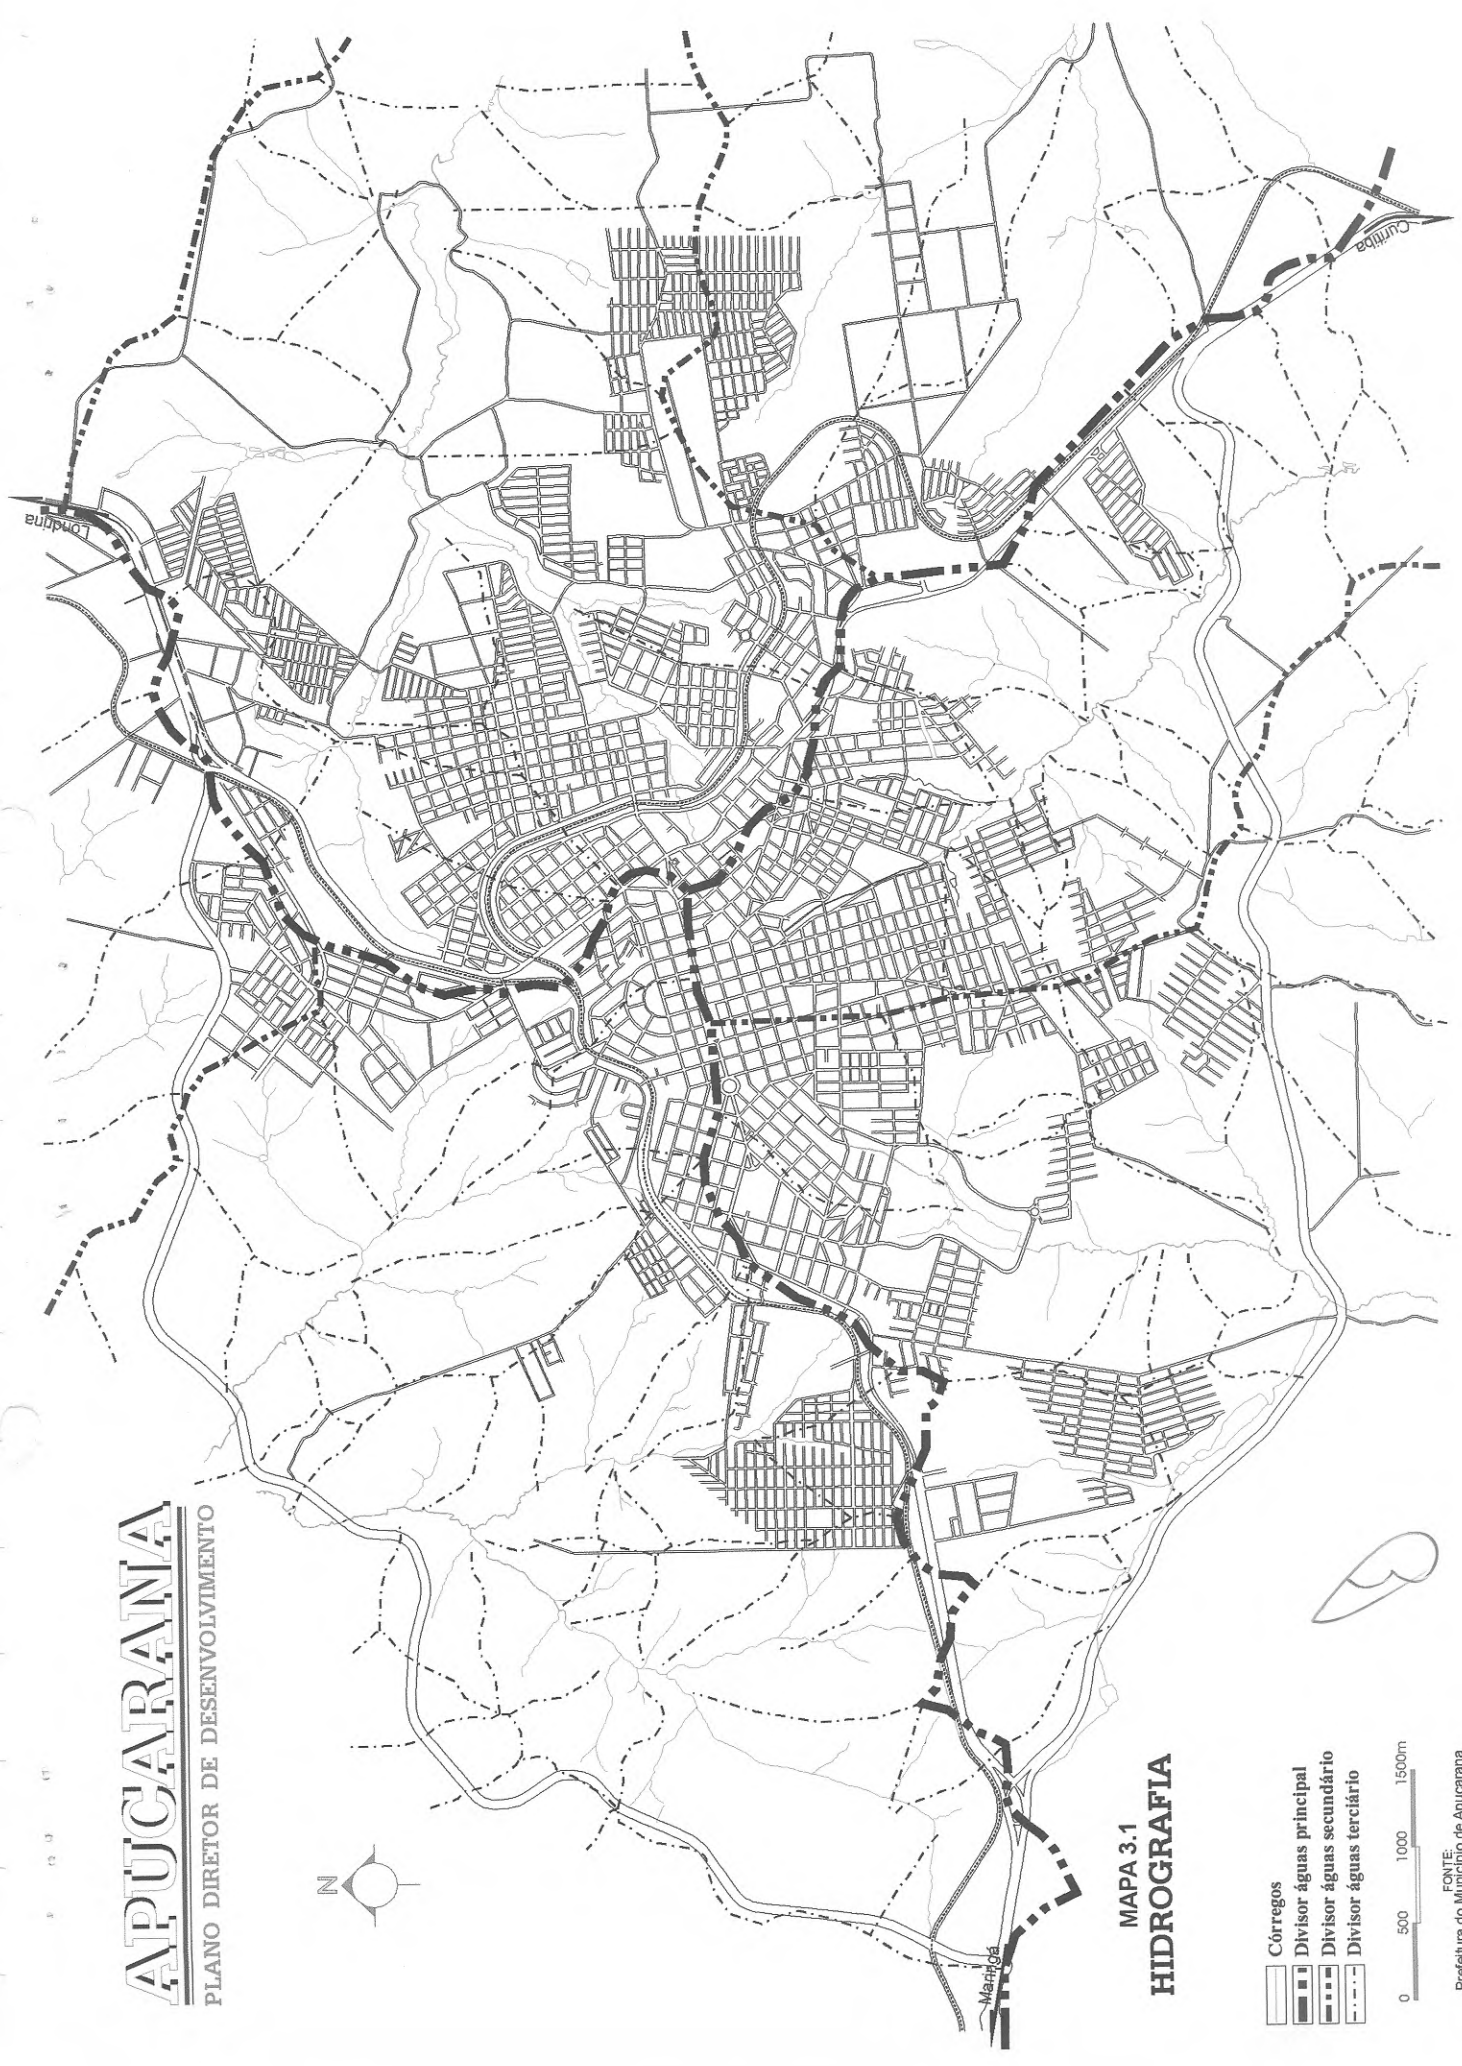 APUCARANA
PLANO DIRETOR DE DESENVOLVIMENTO
N
Londrina
Curitiba
Maringá
MAPA 3.1
HIDROGRAFIA
Córregos
Divisor águas principal
Divisor águas secundário
Divisor águas terciário
0 500 1000 1500m
FONTE:
Prefeitura do Município de Apucarana